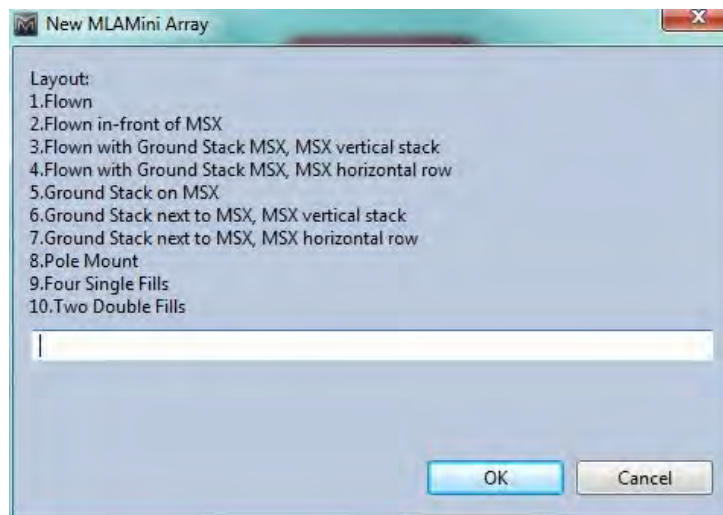 New MLAMini Array
Layout:
1.Flown
2.Flown in-front of MSX
3.Flown with Ground Stack MSX, MSX vertical stack
4.Flown with Ground Stack MSX, MSX horizontal row
5.Ground Stack on MSX
6.Ground Stack next to MSX, MSX vertical stack
7.Ground Stack next to MSX, MSX horizontal row
8.Pole Mount
9.Four Single Fills
10.Two Double Fills
OK Cancel